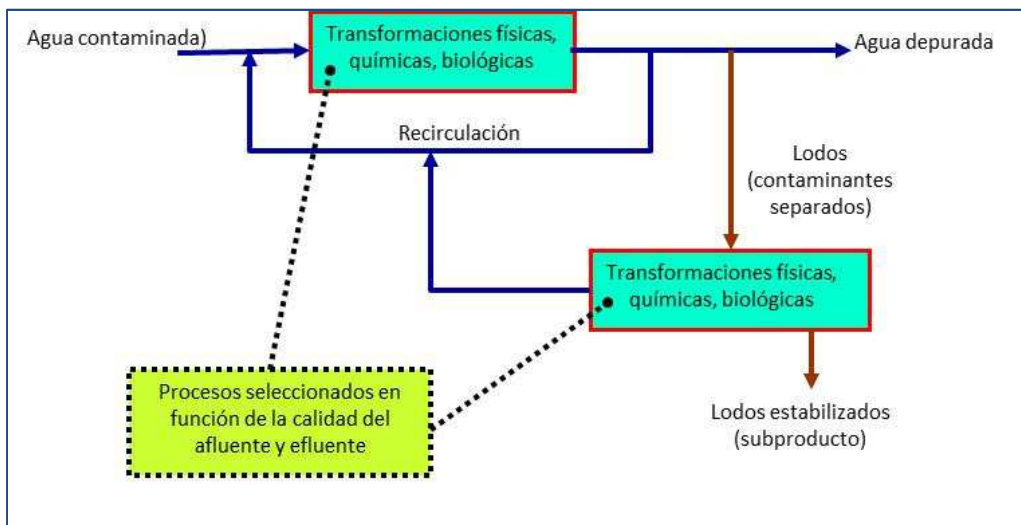 Agua contaminada)
Transformaciones físicas,
químicas, biológicas
Agua depurada
Recirculación
Lodos
(contaminantes
separados)
Transformaciones físicas,
químicas, biológicas
Procesos seleccionados en
función de la calidad del
afluente y efluente
Lodos estabilizados
(subproducto)